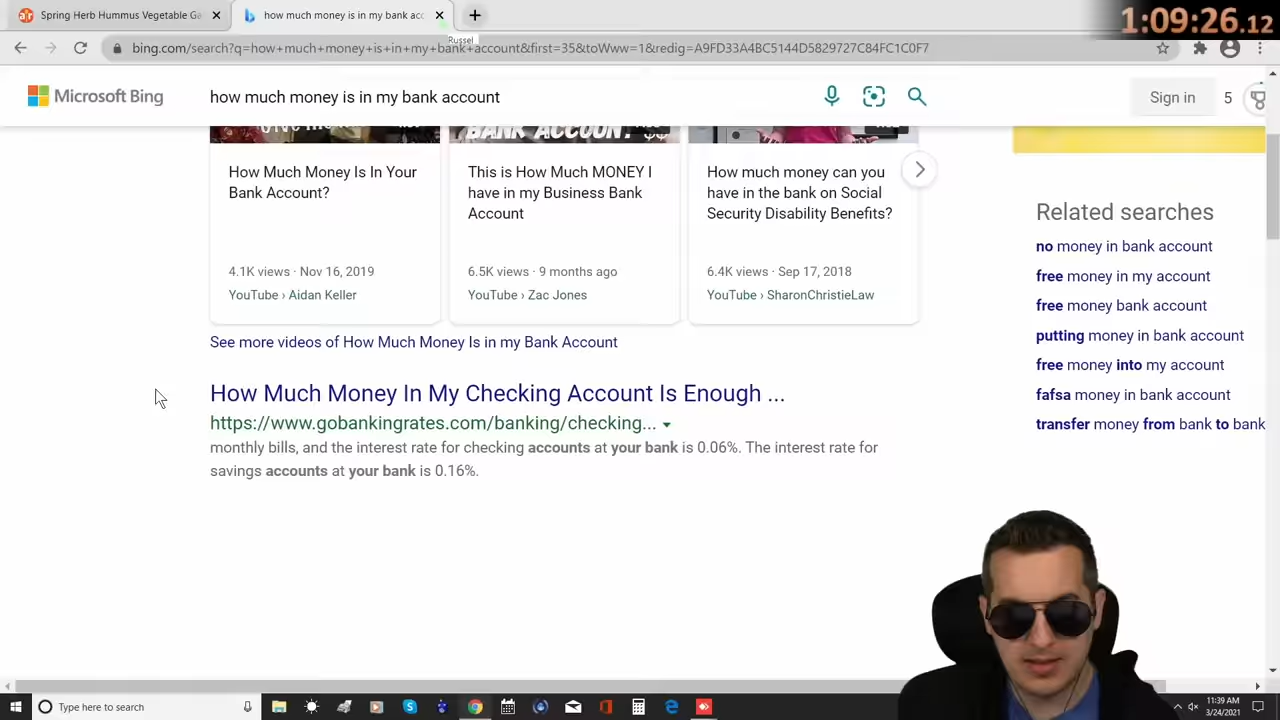 Spring Herb Hummus Vegetable Ga
how much money is in my bank acc
1:09:26.12
Russel
bing.com/search?q=how+much+money+is+in+my+bank+account&first=35&toWww=1&redig=A9FD33A4BC5144D5829727C84FC1C0F7
Microsoft Bing
how much money is in my bank account
Sign in
5
BANK ACCOUNT
How Much Money Is In Your
Bank Account?
4.1K views · Nov 16, 2019
YouTube › Aidan Keller
This is How Much MONEY I
have in my Business Bank
Account
6.5K views · 9 months ago
YouTube › Zac Jones
How much money can you
have in the bank on Social
Security Disability Benefits?
6.4K views · Sep 17, 2018
YouTube › SharonChristieLaw
See more videos of How Much Money Is in my Bank Account
How Much Money In My Checking Account Is Enough ...
https://www.gobankingrates.com/banking/checking...
monthly bills, and the interest rate for checking accounts at your bank is 0.06%. The interest rate for
savings accounts at your bank is 0.16%.
Related searches
no money in bank account
free money in my account
free money bank account
putting money in bank account
free money into my account
fafsa money in bank account
transfer money from bank to bank
Type here to search
11:39 AM
3/24/2021